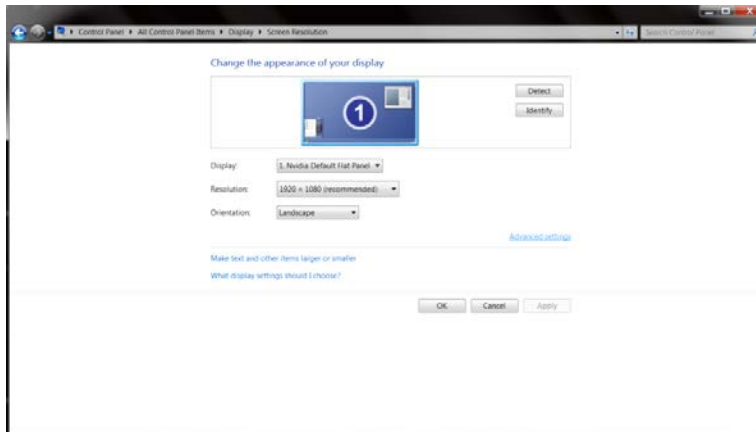 Control Panel ▸ All Control Panel Items ▸ Display ▸ Screen Resolution
Search Control Panel
Change the appearance of your display
1
Detect
Identify
Display:
1. Nvidia Default Flat Panel
Resolution:
1920 × 1080 (recommended)
Orientation:
Landscape
Advanced settings
Make text and other items larger or smaller
What display settings should I choose?
OK
Cancel
Apply